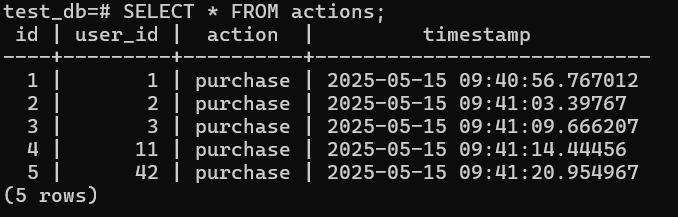 test_db=# SELECT * FROM actions;
 id | user_id |  action  |         timestamp
----+---------+----------+----------------------------
  1 |       1 | purchase | 2025-05-15 09:40:56.767012
  2 |       2 | purchase | 2025-05-15 09:41:03.39767
  3 |       3 | purchase | 2025-05-15 09:41:09.666207
  4 |      11 | purchase | 2025-05-15 09:41:14.44456
  5 |      42 | purchase | 2025-05-15 09:41:20.954967
(5 rows)